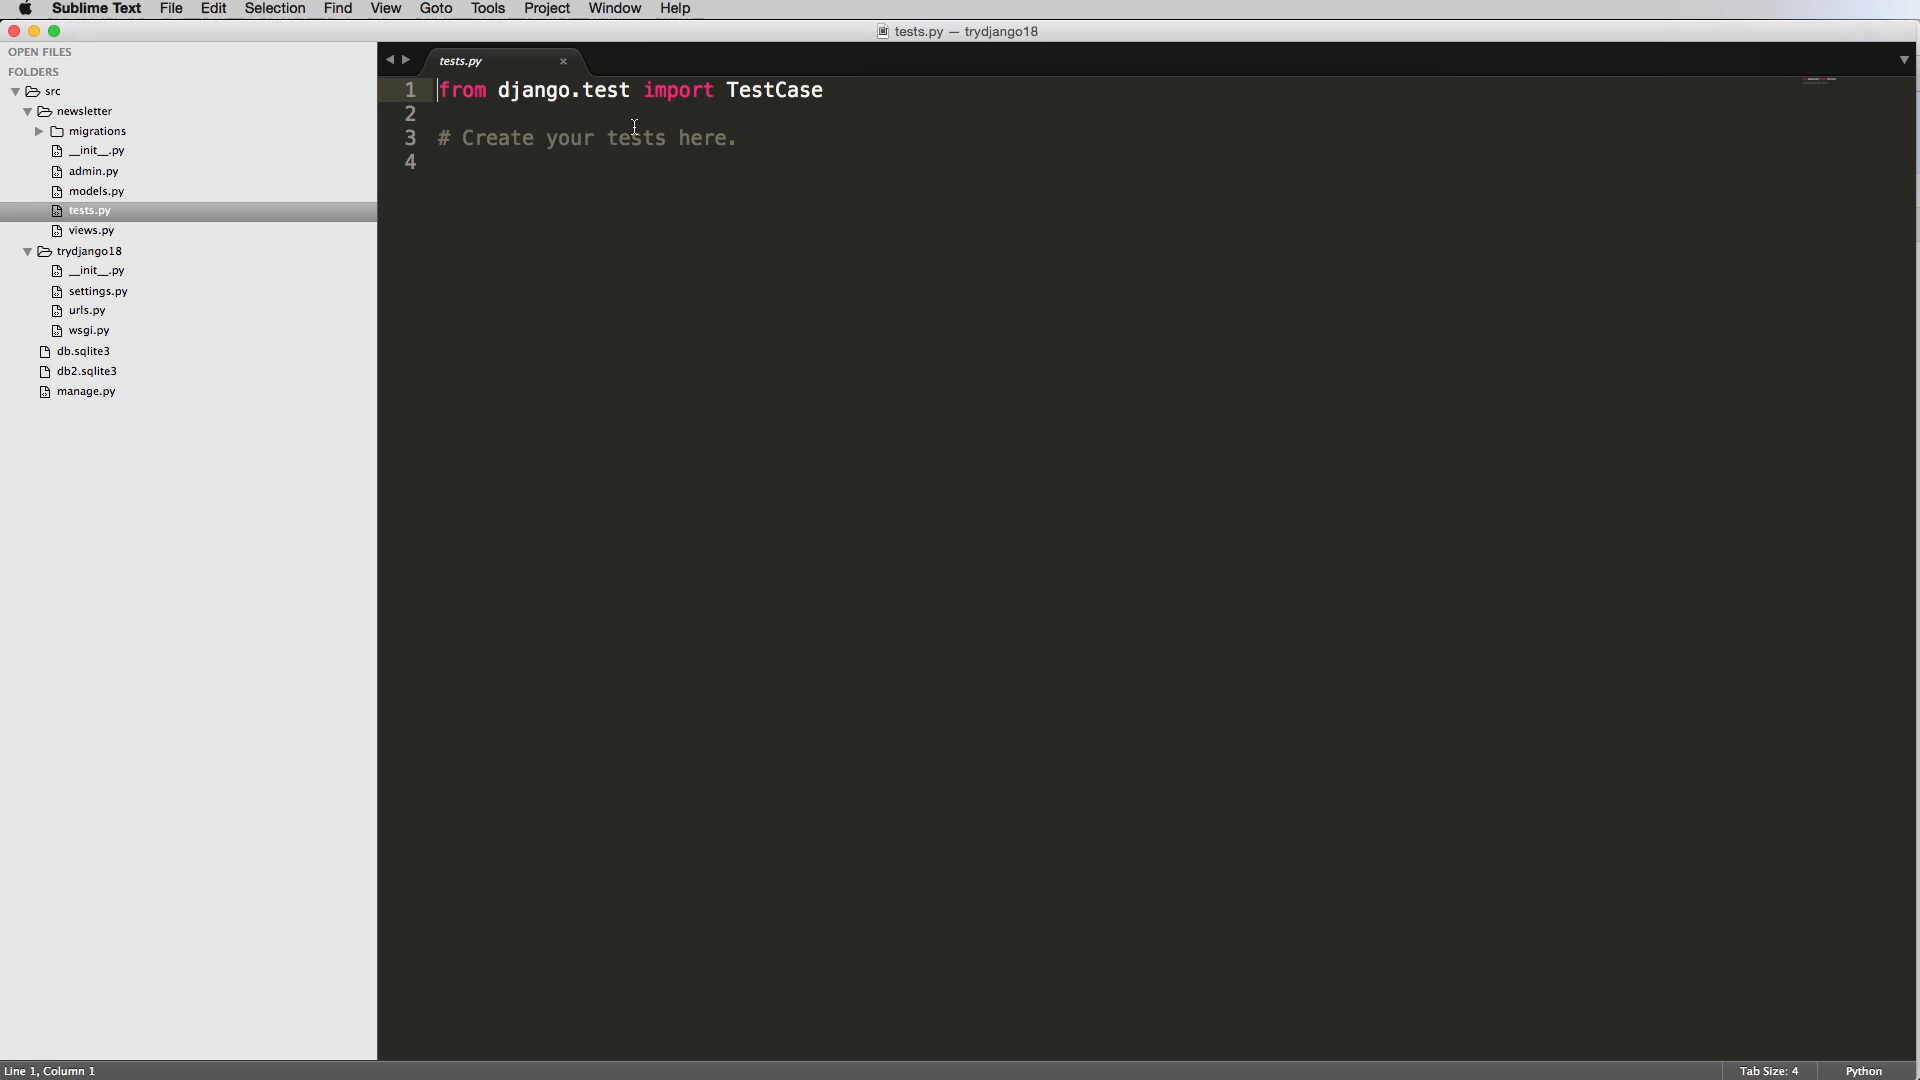 Sublime Text File Edit Selection Find View Goto Tools Project Window Help
tests.py — trydjango18
OPEN FILES
FOLDERS
src
newsletter
migrations
__init__.py
admin.py
models.py
tests.py
views.py
trydjango18
__init__.py
settings.py
urls.py
wsgi.py
db.sqlite3
db2.sqlite3
manage.py
tests.py
1 from django.test import TestCase
2
3 # Create your tests here.
4
Line 1, Column 1
Tab Size: 4
Python